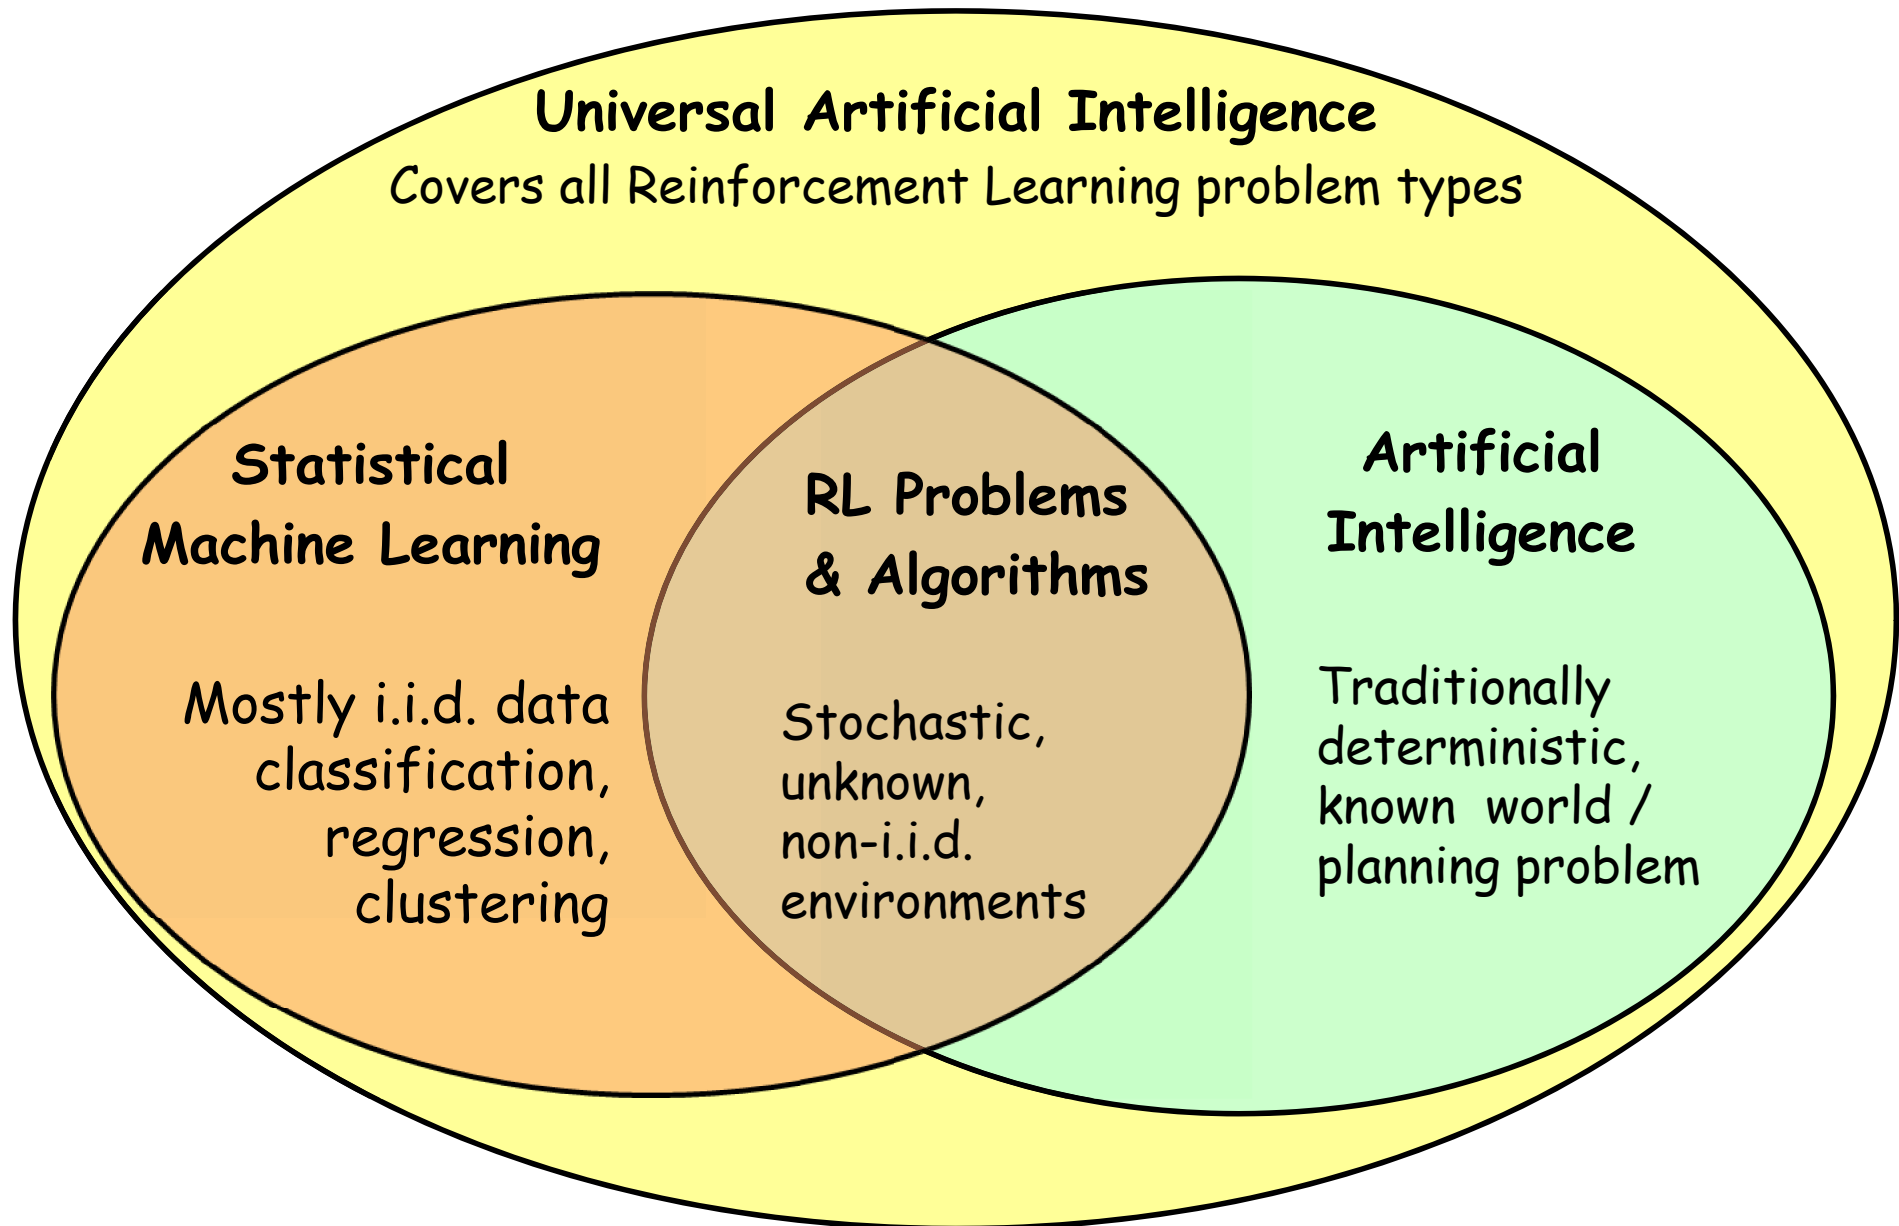 Universal Artificial Intelligence
Covers all Reinforcement Learning problem types
Statistical
Machine Learning
Mostly i.i.d. data
classification,
regression,
clustering
RL Problems
& Algorithms
Stochastic,
unknown,
non-i.i.d.
environments
Artificial
Intelligence
Traditionally
deterministic,
known world /
planning problem